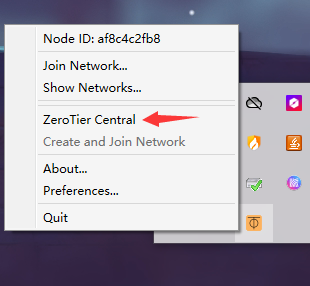 Node ID: af8c4c2fb8
Join Network...
Show Networks...
ZeroTier Central
Create and Join Network
About...
Preferences...
Quit